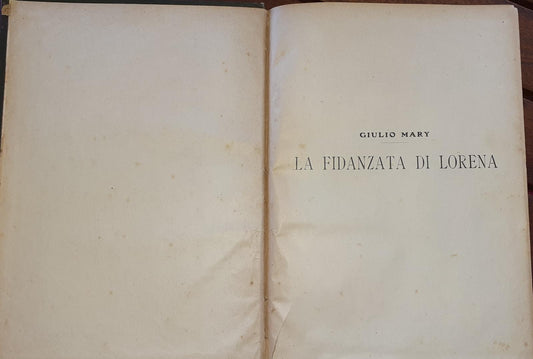 GIULIO MARY
LA FIDANZATA DI LORENA